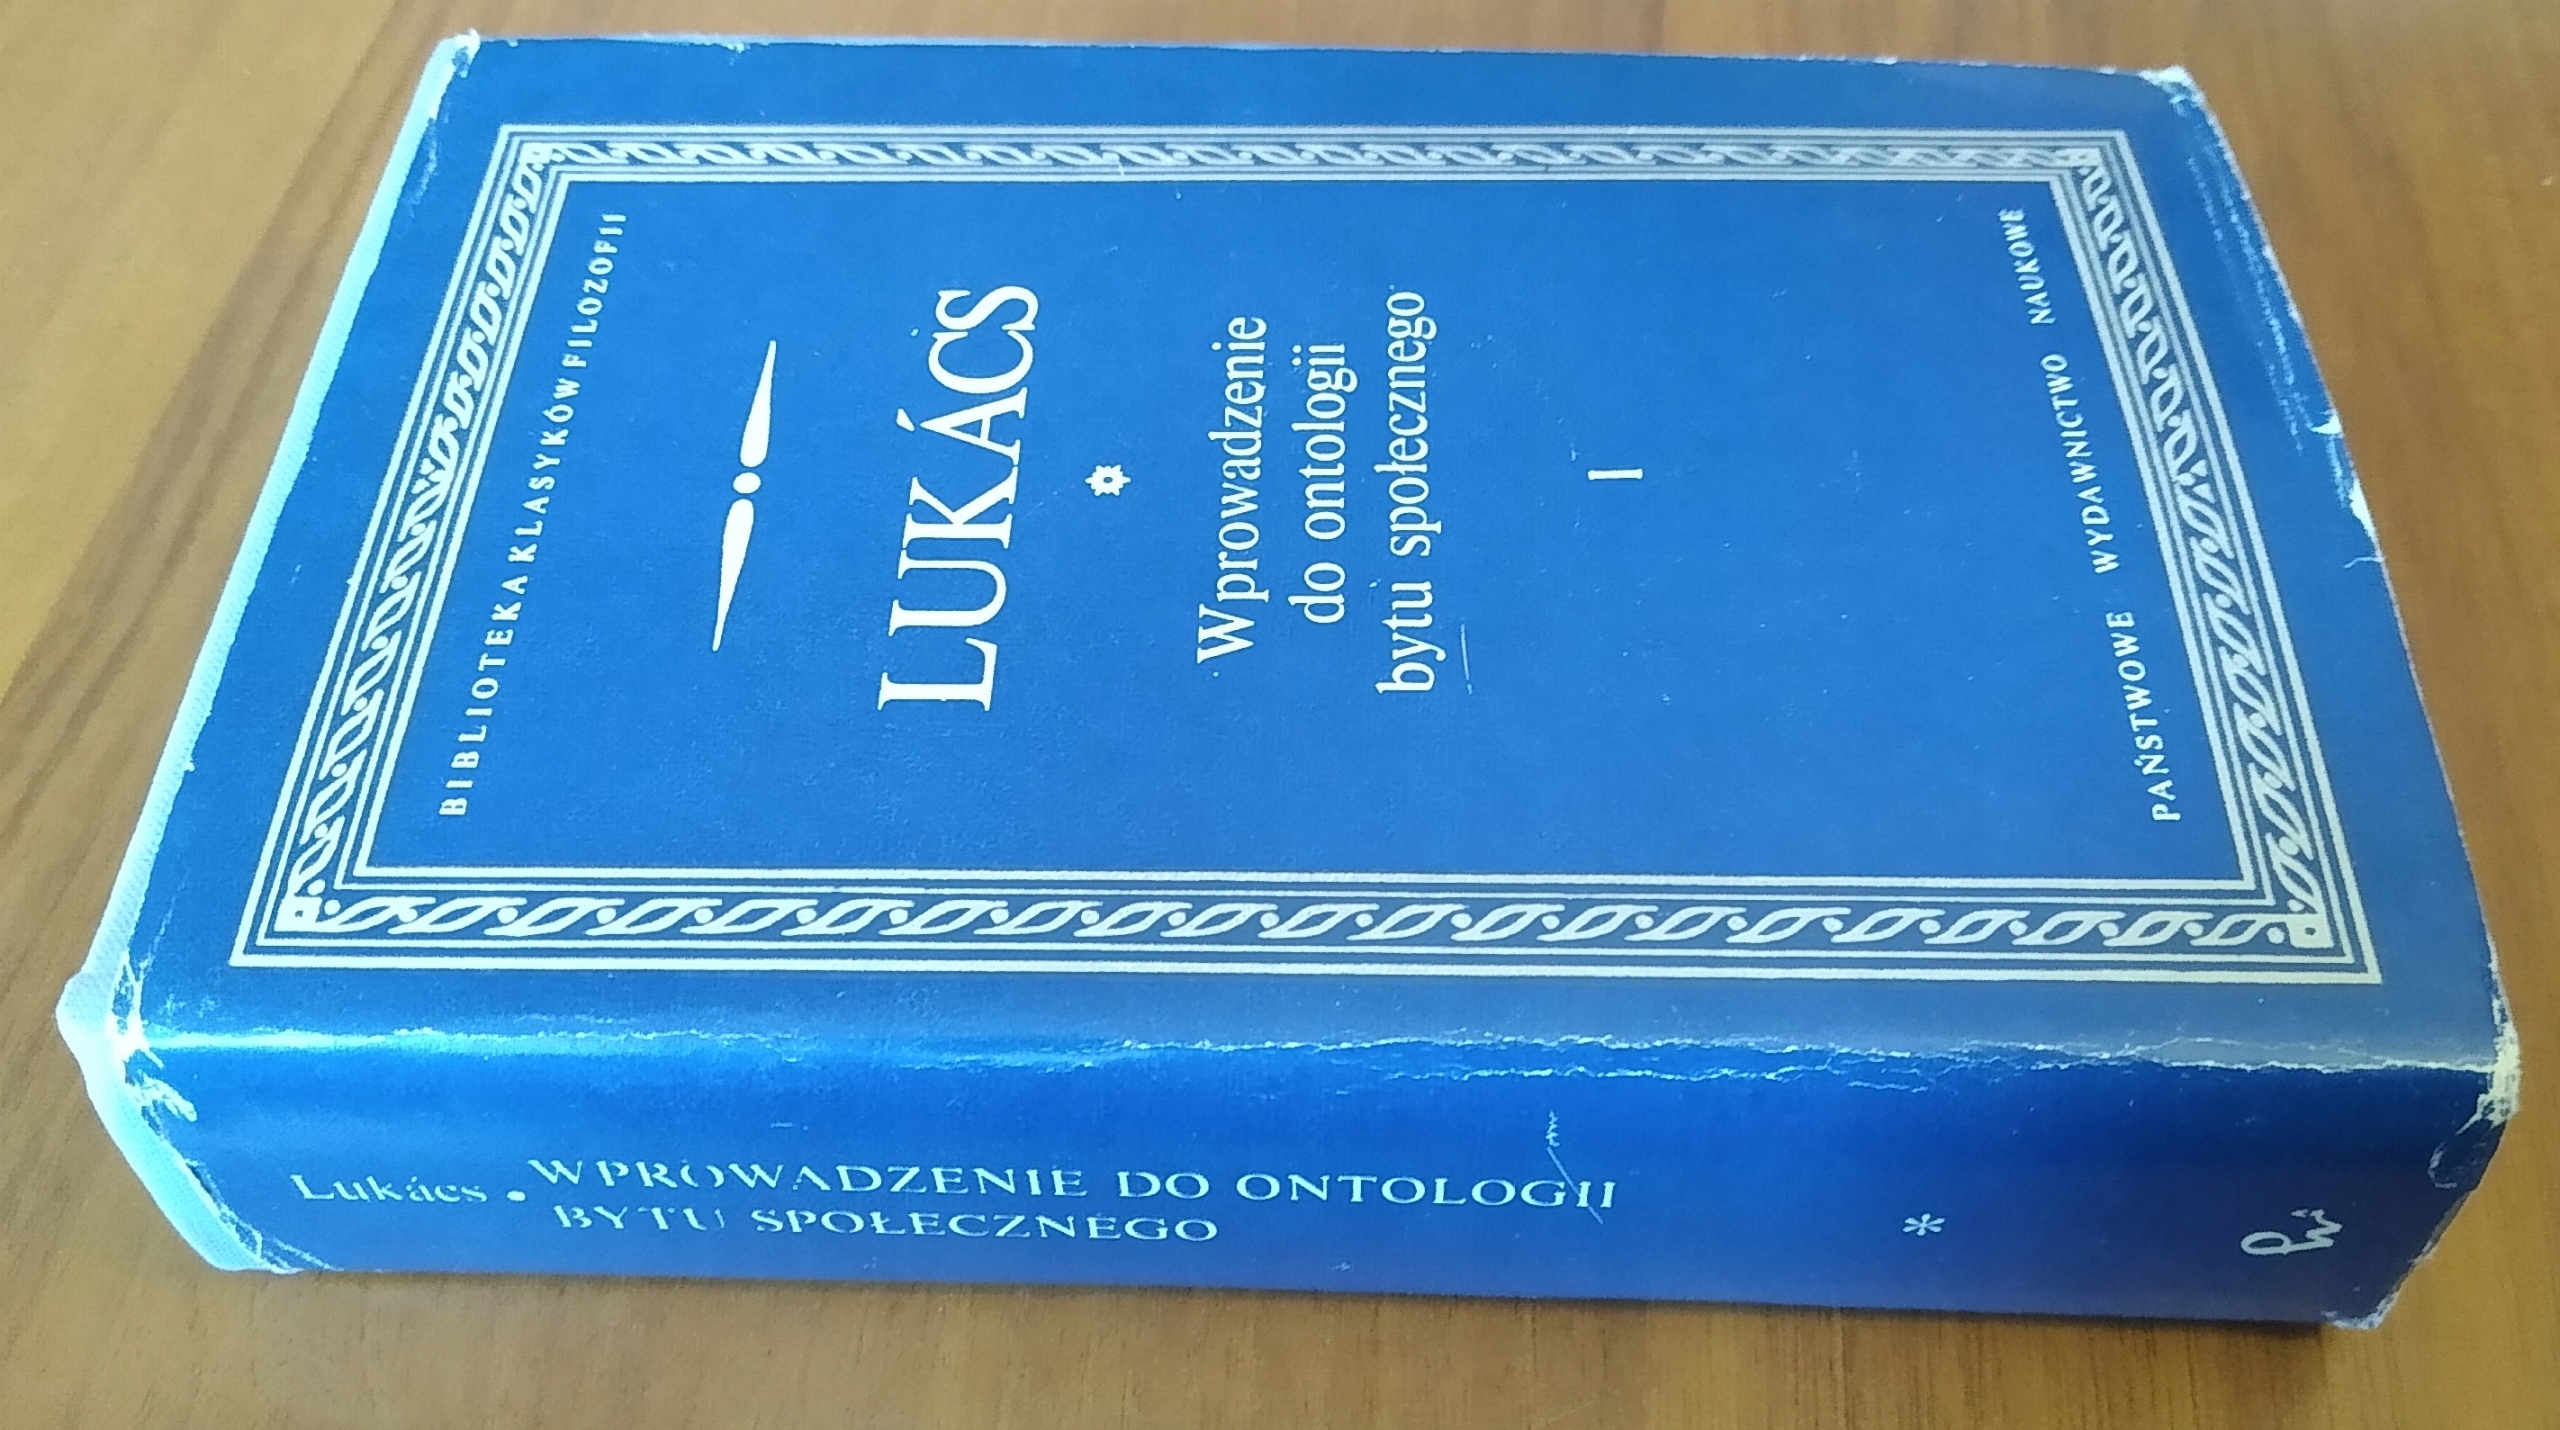 BIBLIOTEKA KLASYKÓW FILOZOFII
LUKÁCS
Wprowadzenie
do ontologii
bytu społecznego
I
PAŃSTWOWE WYDAWNICTWO NAUKOWE
Lukács • WPROWADZENIE DO ONTOLOGII
BYTU SPOŁECZNEGO
*